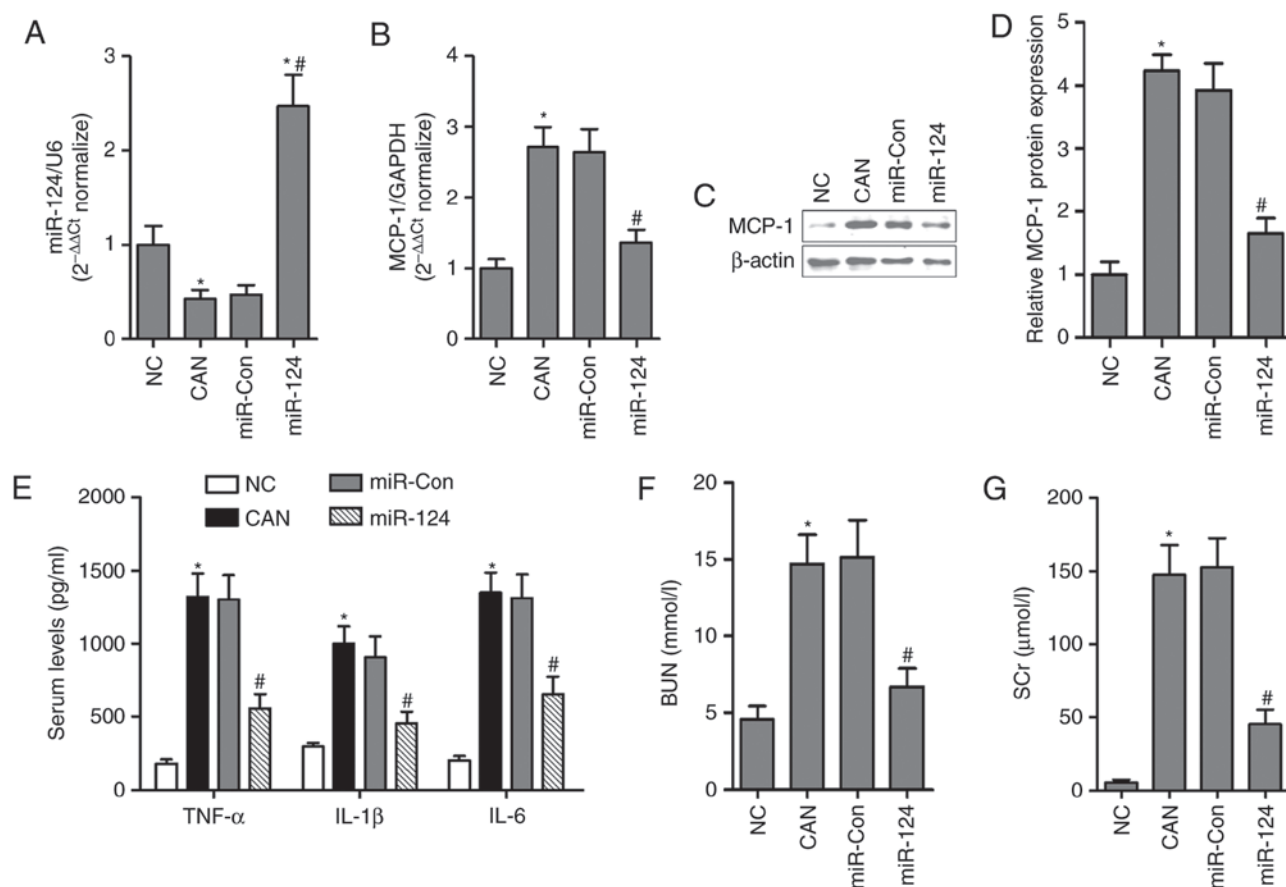 A
miR-124/U6
(2⁻ΔΔCt normalize)
3
2
1
0
* #
*
NC
CAN
miR-Con
miR-124
B
MCP-1/GAPDH
(2⁻ΔΔCt normalize)
4
3
2
1
0
*
#
NC
CAN
miR-Con
miR-124
C
NC
CAN
miR-Con
miR-124
MCP-1
β-actin
D
Relative MCP-1 protein expression
5
4
3
2
1
0
*
#
NC
CAN
miR-Con
miR-124
E
NC
CAN
miR-Con
miR-124
Serum levels (pg/ml)
2000
1500
1000
500
0
*
#
*
#
*
#
TNF-α
IL-1β
IL-6
F
BUN (mmol/l)
20
15
10
5
0
*
#
NC
CAN
miR-Con
miR-124
G
SCr (μmol/l)
200
150
100
50
0
*
#
NC
CAN
miR-Con
miR-124